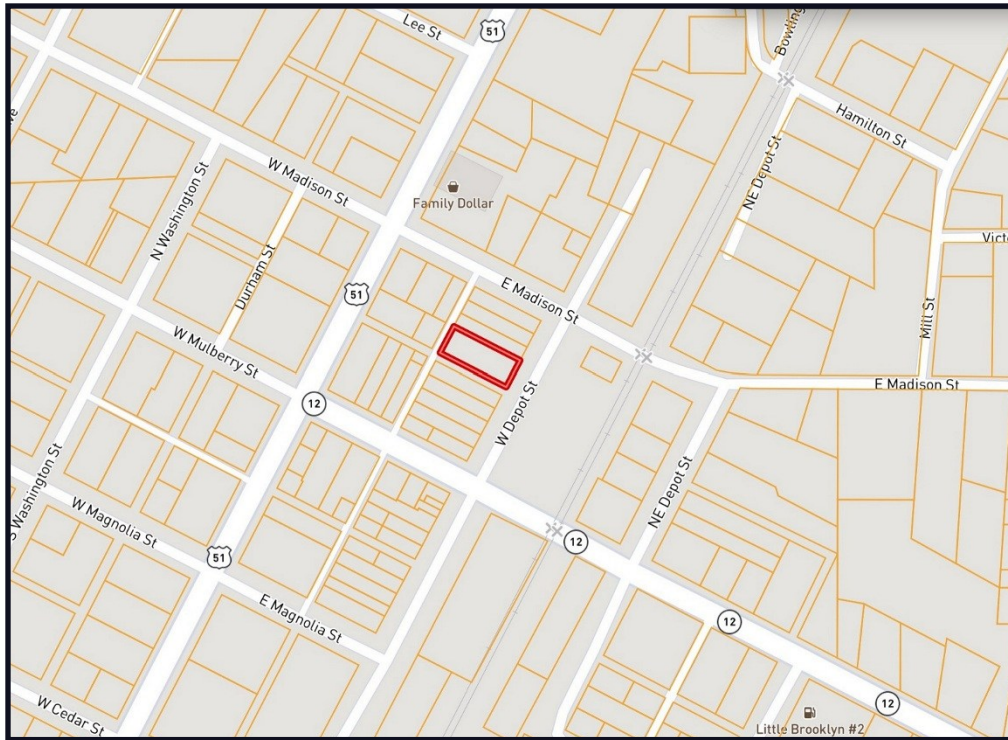 Lee St
51
Bowling
Hamilton St
N Washington St
W Madison St
Family Dollar
NE Depot St
Victo
Durham St
51
E Madison St
Mill St
W Mulberry St
12
W Depot St
E Madison St
S Washington St
W Magnolia St
NE Depot St
51
12
E Magnolia St
12
W Cedar St
12
Little Brooklyn #2